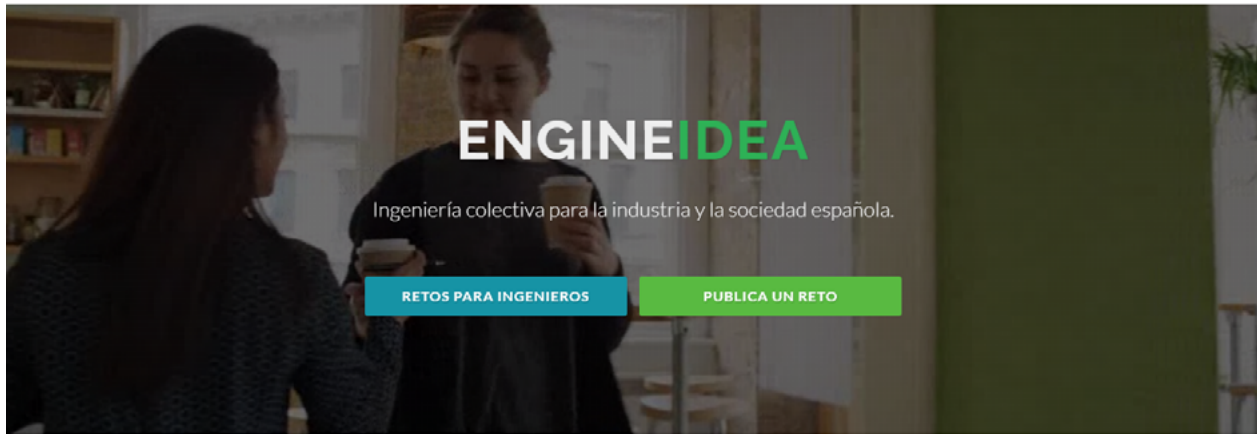 ENGINEIDEA
Ingeniería colectiva para la industria y la sociedad española.
RETOS PARA INGENIEROS
PUBLICA UN RETO